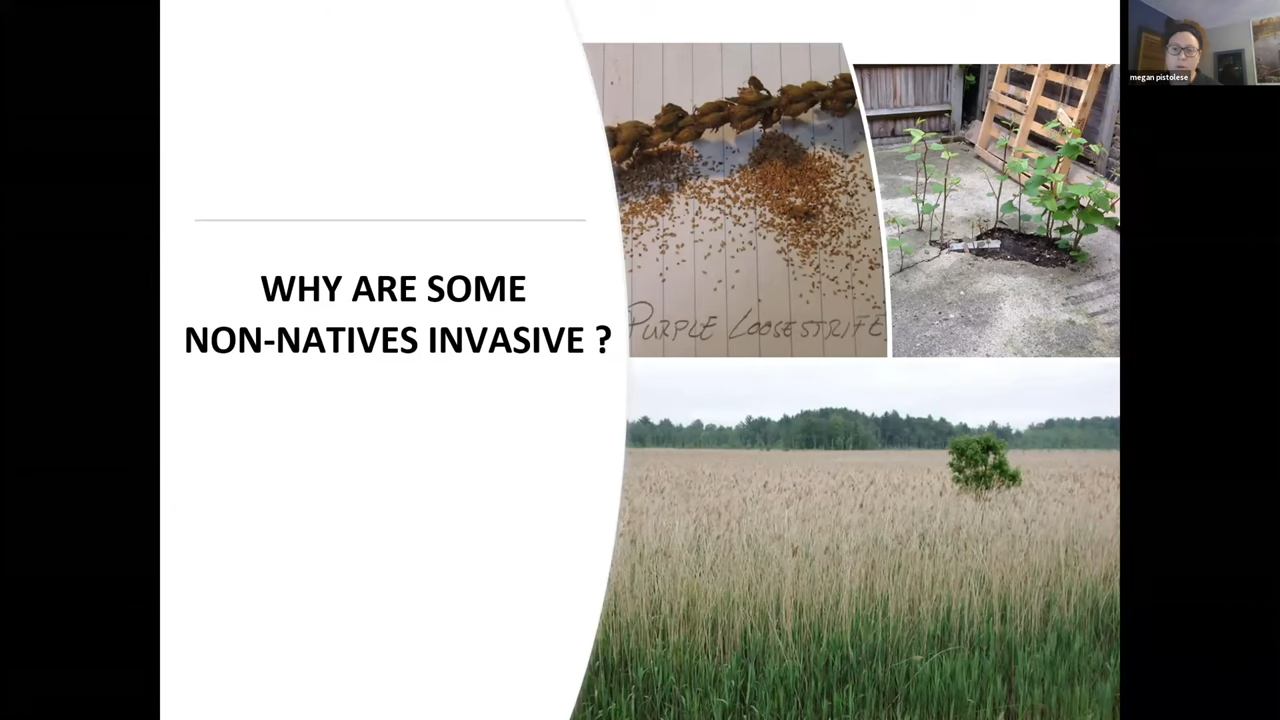 WHY ARE SOME
NON-NATIVES INVASIVE ?
PURPLE LOOSESTRIFE
megan pistolese